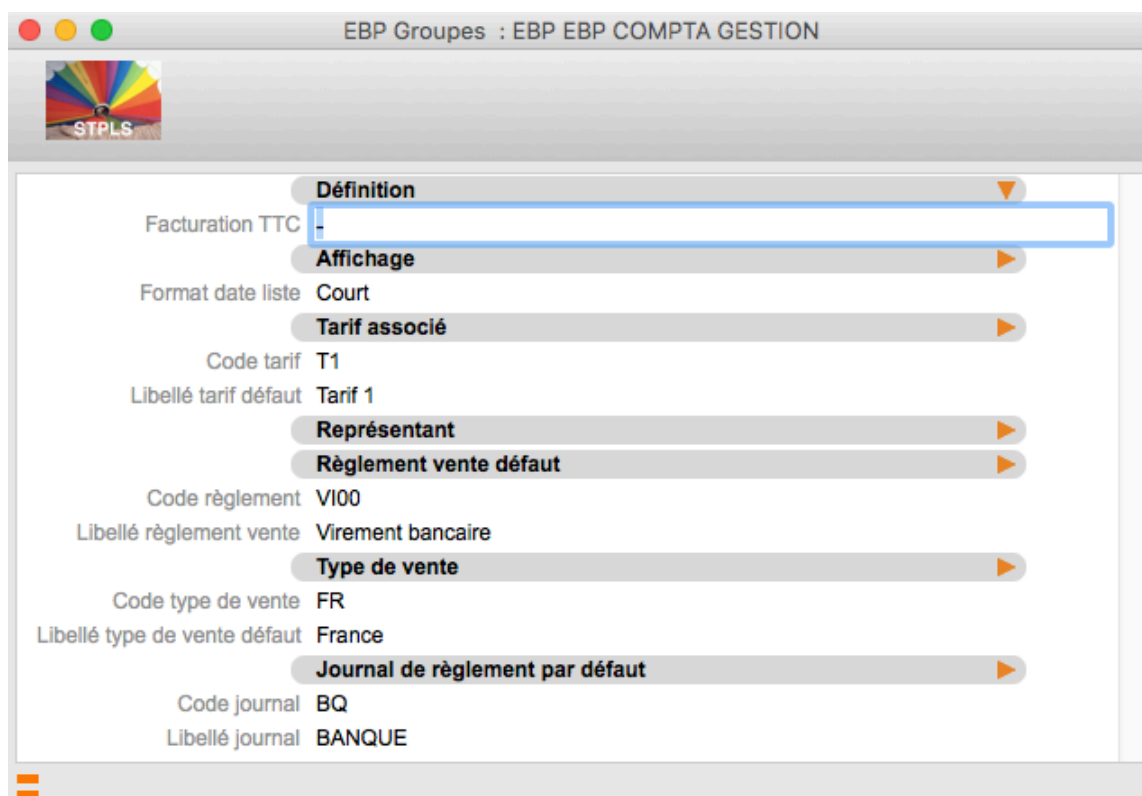 EBP Groupes : EBP EBP COMPTA GESTION
STPLS
Définition
Facturation TTC -
Affichage
Format date liste Court
Tarif associé
Code tarif T1
Libellé tarif défaut Tarif 1
Représentant
Règlement vente défaut
Code règlement VI00
Libellé règlement vente Virement bancaire
Type de vente
Code type de vente FR
Libellé type de vente défaut France
Journal de règlement par défaut
Code journal BQ
Libellé journal BANQUE